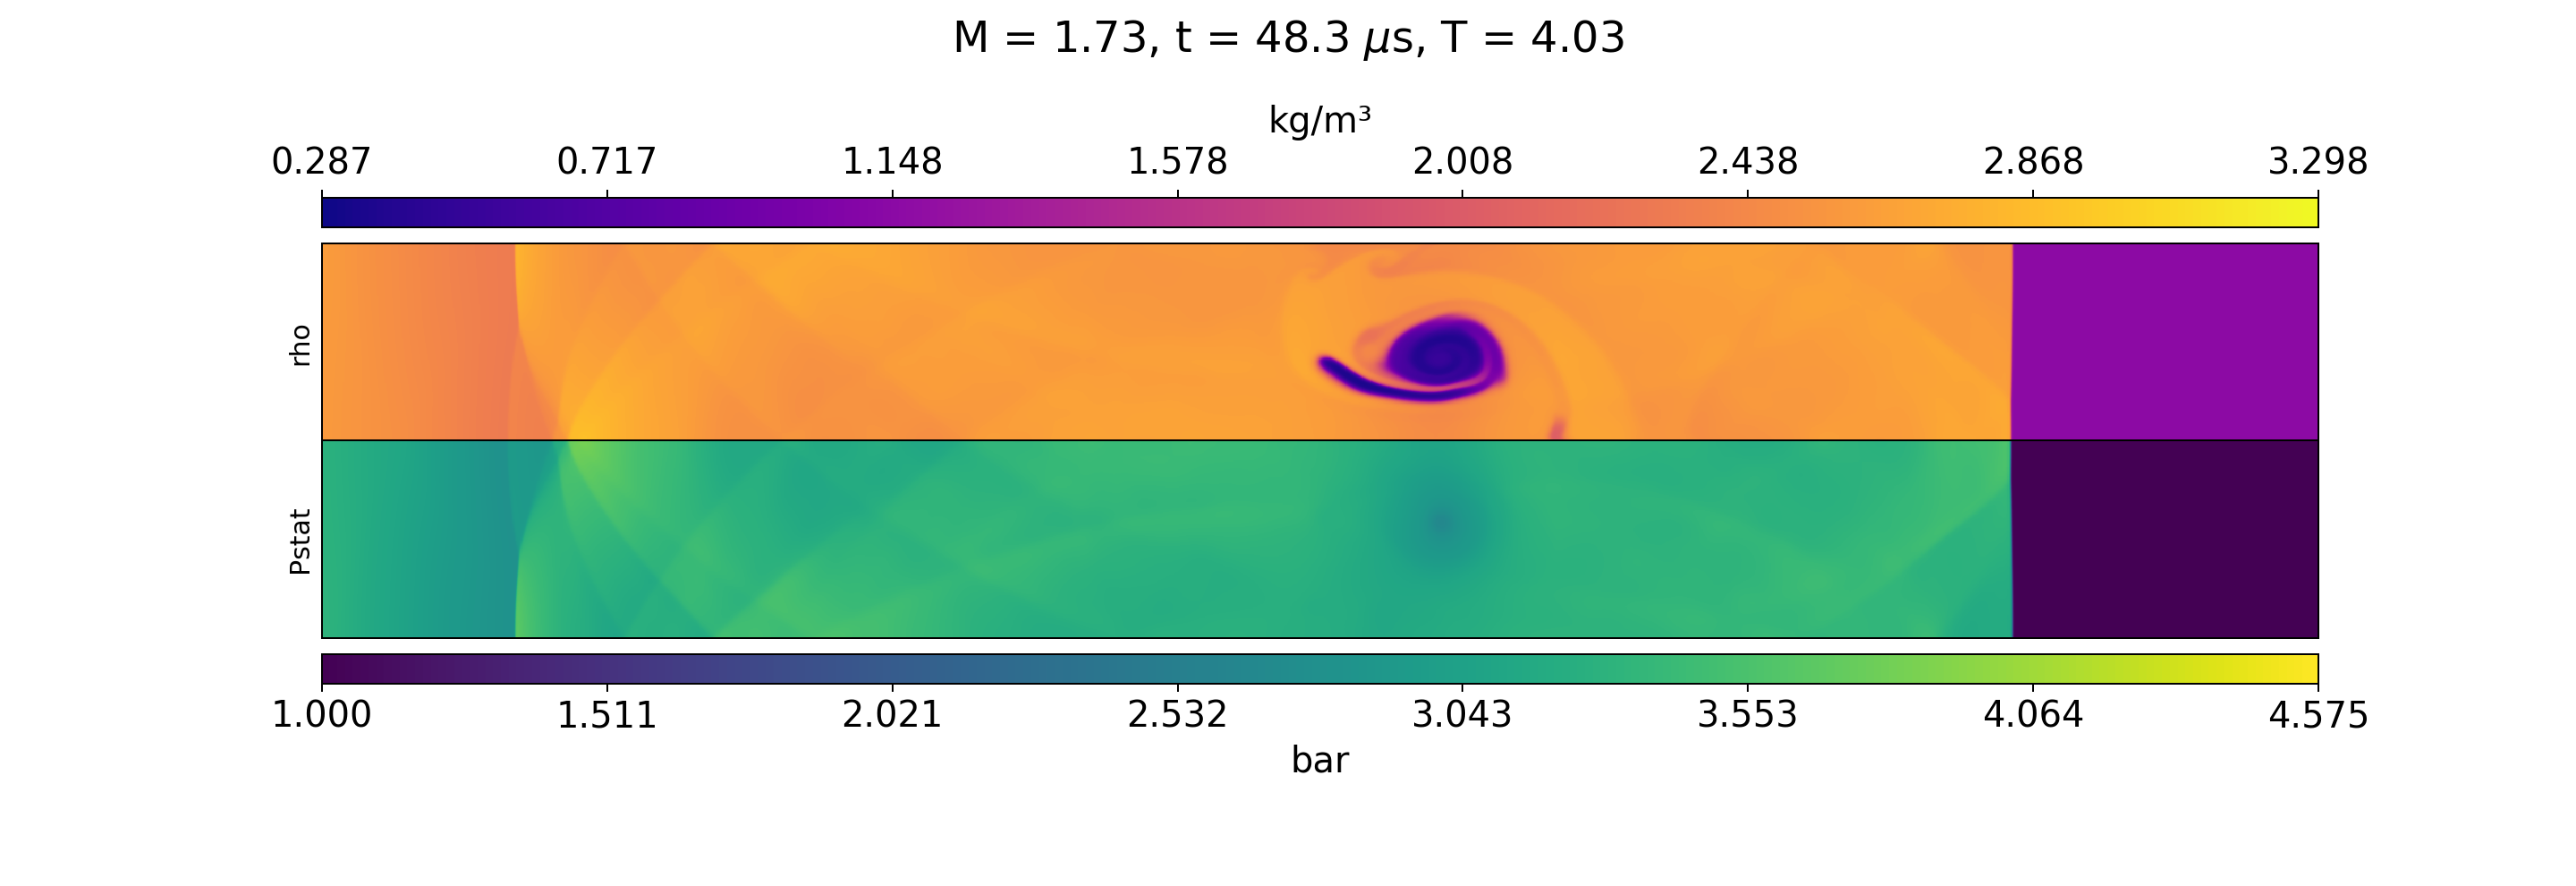 M = 1.73, t = 48.3 μs, T = 4.03
kg/m³
0.287 0.717 1.148 1.578 2.008 2.438 2.868 3.298
rho
Pstat
1.000 1.511 2.021 2.532 3.043 3.553 4.064 4.575
bar